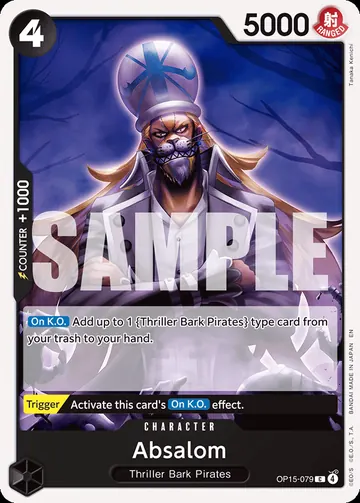 4
5000
射
RANGED
Tanaka Kenichi
COUNTER +1000
SAMPLE
On K.O. Add up to 1 {Thriller Bark Pirates} type card from
your trash to your hand.
Trigger Activate this card's On K.O. effect.
CHARACTER
Absalom
Thriller Bark Pirates
OP15-079 C 4
©E.O./S. ©E.O./S., T.A. BANDAI MADE IN JAPAN EN